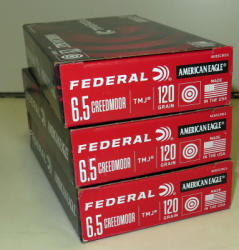 FEDERAL
AMERICAN EAGLE
6.5 CREEDMOOR
TMJ®
120
GRAIN
MADE
IN THE USA
FEDERAL
AMERICAN EAGLE
6.5 CREEDMOOR
TMJ®
120
GRAIN
MADE
IN THE USA
FEDERAL
AMERICAN EAGLE
6.5 CREEDMOOR
TMJ®
120
GRAIN
MADE
IN THE USA